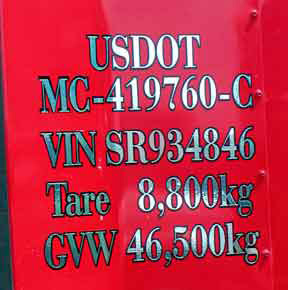 USDOT
MC-419760-C
VIN SR934846
Tare 8,800kg
GVW 46,500kg